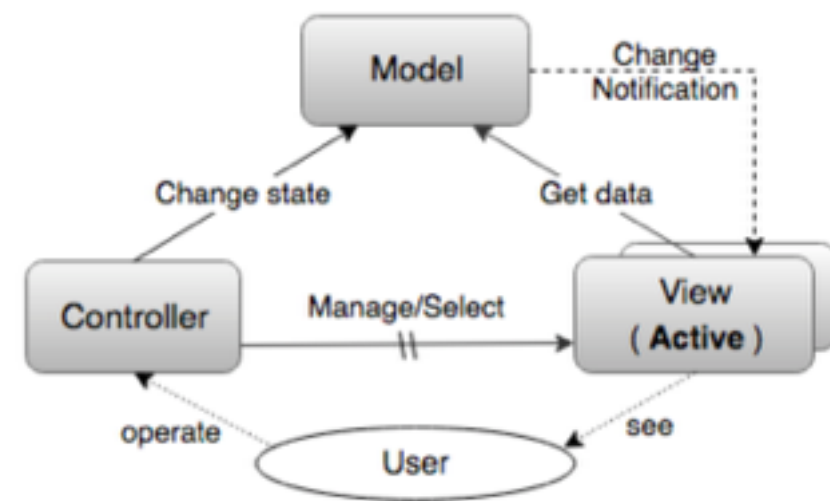 Model
Change
Notification
Change state
Get data
Controller
Manage/Select
View
( Active )
operate
see
User